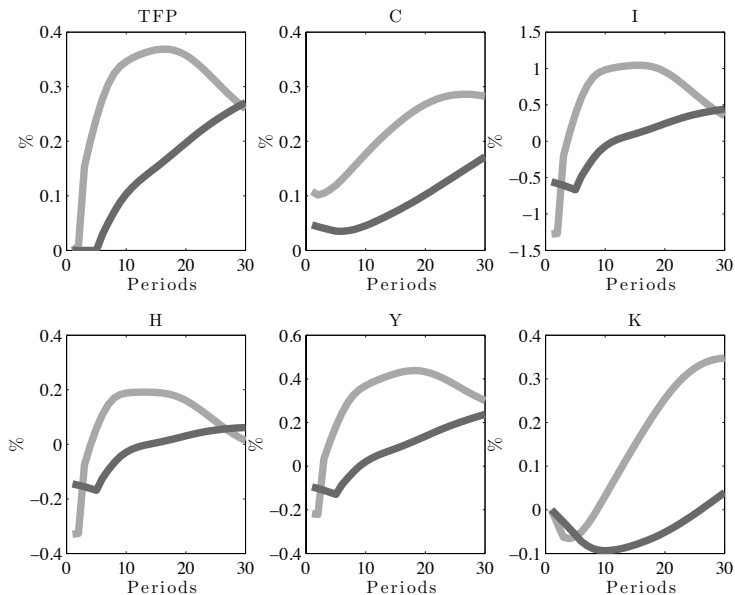 TFP C I
0.4 0.4 1.5
1
0.3 0.3
0.5
% 0.2 % 0.2 % 0
−0.5
0.1 0.1
−1
0 0 −1.5
0 10 20 30 0 10 20 30 0 10 20 30
Periods Periods Periods
H Y K
0.4 0.6 0.4
0.4 0.3
0.2
0.2 0.2
% 0 % %
0 0.1
−0.2
−0.2 0
−0.4 −0.4 −0.1
0 10 20 30 0 10 20 30 0 10 20 30
Periods Periods Periods